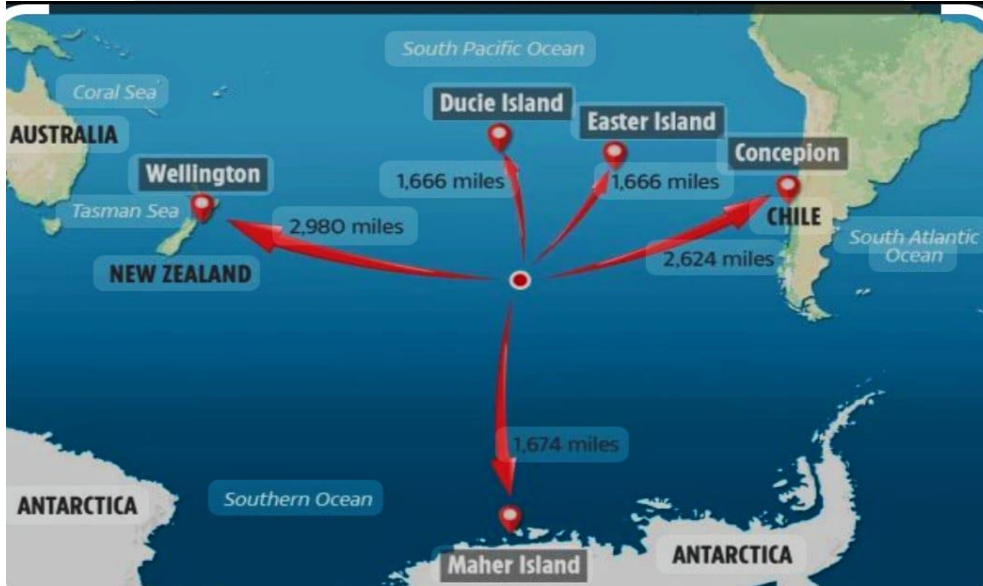 South Pacific Ocean
Coral Sea
Ducie Island
Easter Island
AUSTRALIA
Concepion
Wellington
1,666 miles
1,666 miles
Tasman Sea
2,980 miles
CHILE
South Atlantic
Ocean
2,624 miles
NEW ZEALAND
1,674 miles
Southern Ocean
ANTARCTICA
ANTARCTICA
Maher Island